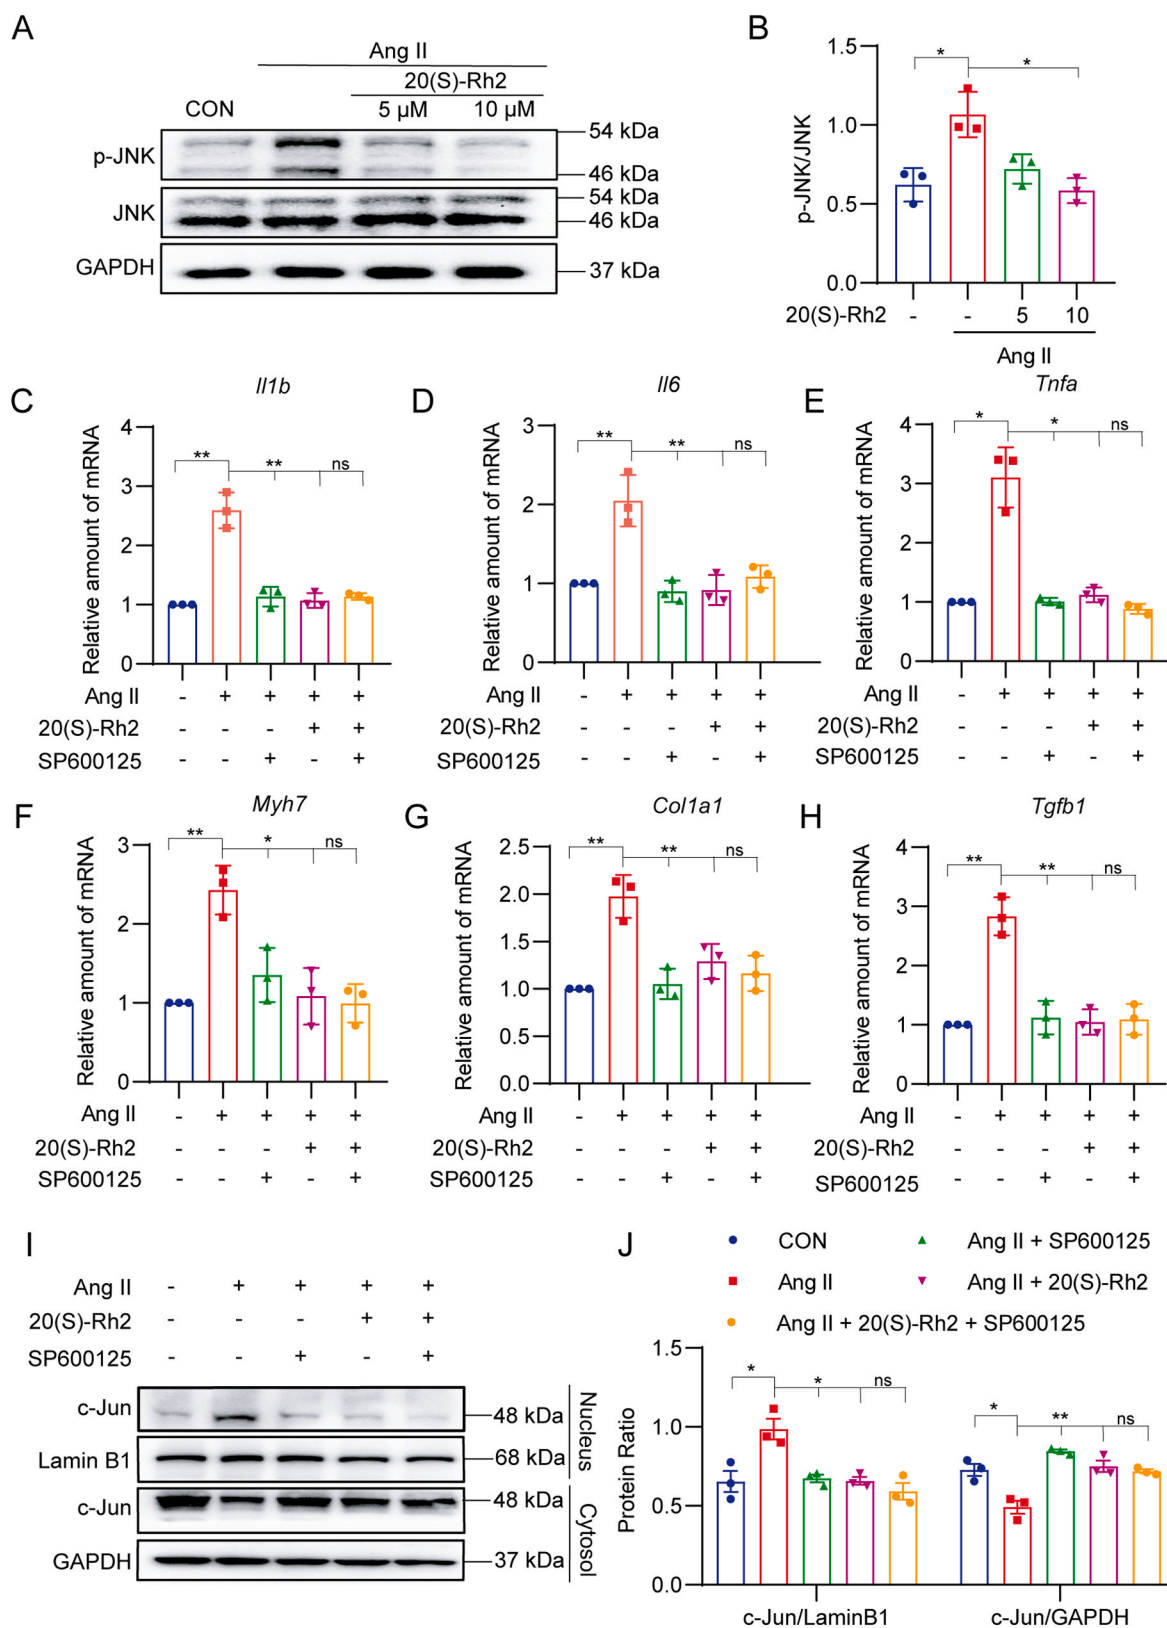 A
Ang II
20(S)-Rh2
CON
5 µM
10 µM
p-JNK
54 kDa
46 kDa
JNK
54 kDa
46 kDa
GAPDH
37 kDa
B
p-JNK/JNK
1.5
1.0
0.5
0.0
* *
20(S)-Rh2 - - 5 10
Ang II
C
Il1b
Relative amount of mRNA
4
3
2
1
0
** ** ns
Ang II - + + + +
20(S)-Rh2 - - - + +
SP600125 - - + - +
D
Il6
Relative amount of mRNA
3
2
1
0
** ** ns
Ang II - + + + +
20(S)-Rh2 - - - + +
SP600125 - - + - +
E
Tnfa
Relative amount of mRNA
4
3
2
1
0
* * ns
Ang II - + + + +
20(S)-Rh2 - - - + +
SP600125 - - + - +
F
Myh7
Relative amount of mRNA
3
2
1
0
** * ns
Ang II - + + + +
20(S)-Rh2 - - - + +
SP600125 - - + - +
G
Col1a1
Relative amount of mRNA
2.5
2.0
1.5
1.0
0.5
0.0
** ** ns
Ang II - + + + +
20(S)-Rh2 - - - + +
SP600125 - - + - +
H
Tgfb1
Relative amount of mRNA
4
3
2
1
0
** ** ns
Ang II - + + + +
20(S)-Rh2 - - - + +
SP600125 - - + - +
I
Ang II - + + + +
20(S)-Rh2 - - - + +
SP600125 - - + - +
c-Jun
48 kDa
Lamin B1
68 kDa
Nucleus
c-Jun
48 kDa
GAPDH
37 kDa
Cytosol
J
CON
Ang II + SP600125
Ang II
Ang II + 20(S)-Rh2
Ang II + 20(S)-Rh2 + SP600125
Protein Ratio
1.5
1.0
0.5
0.0
* * ns
* ** ns
c-Jun/LaminB1
c-Jun/GAPDH